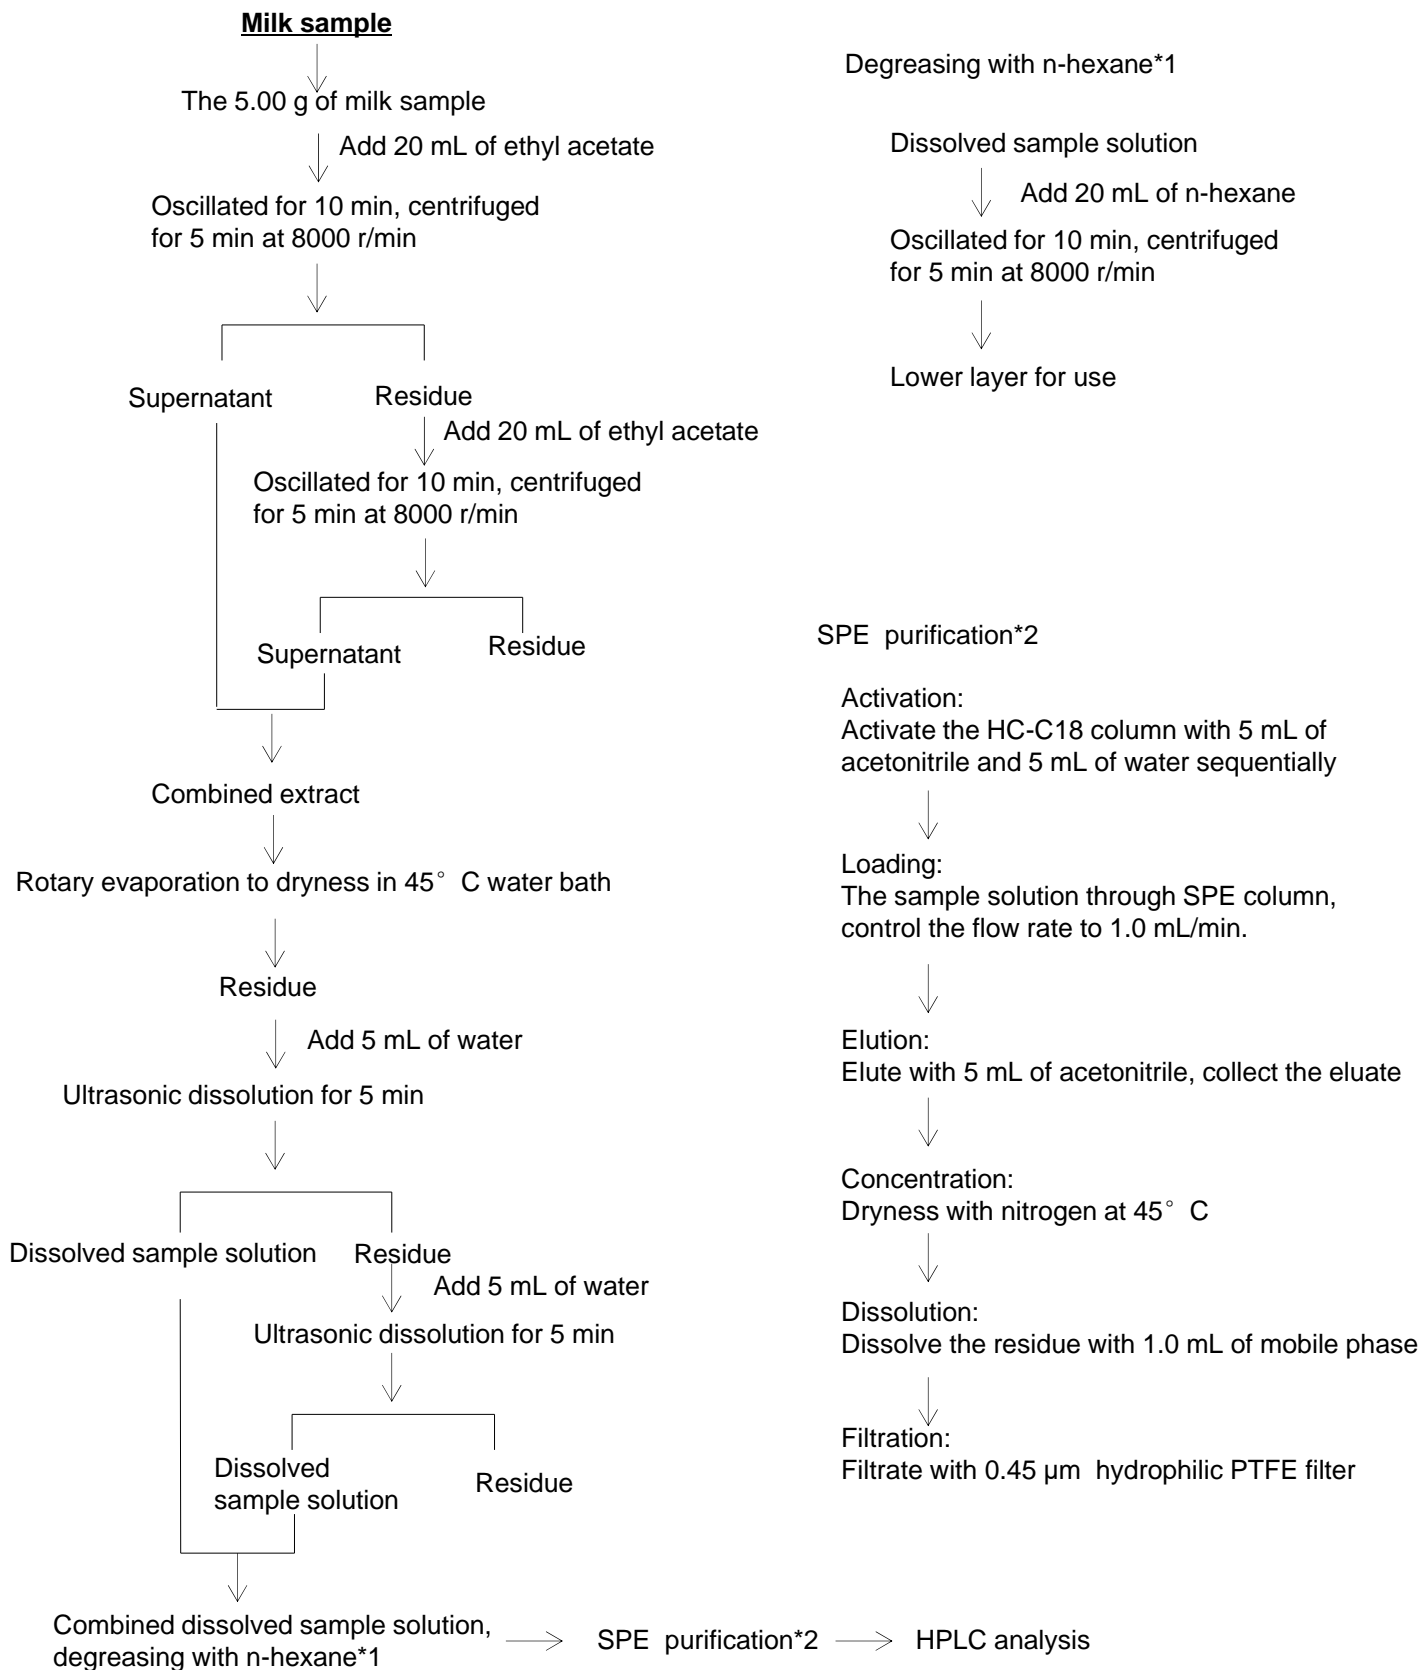 Milk sample
The 5.00 g of milk sample
Add 20 mL of ethyl acetate
Oscillated for 10 min, centrifuged
for 5 min at 8000 r/min
Supernatant
Residue
Add 20 mL of ethyl acetate
Oscillated for 10 min, centrifuged
for 5 min at 8000 r/min
Supernatant
Residue
Combined extract
Rotary evaporation to dryness in 45° C water bath
Residue
Add 5 mL of water
Ultrasonic dissolution for 5 min
Dissolved sample solution
Residue
Add 5 mL of water
Ultrasonic dissolution for 5 min
Dissolved
sample solution
Residue
Combined dissolved sample solution,
degreasing with n-hexane*1
SPE purification*2
HPLC analysis
Degreasing with n-hexane*1
Dissolved sample solution
Add 20 mL of n-hexane
Oscillated for 10 min, centrifuged
for 5 min at 8000 r/min
Lower layer for use
SPE purification*2
Activation:
Activate the HC-C18 column with 5 mL of
acetonitrile and 5 mL of water sequentially
Loading:
The sample solution through SPE column,
control the flow rate to 1.0 mL/min.
Elution:
Elute with 5 mL of acetonitrile, collect the eluate
Concentration:
Dryness with nitrogen at 45° C
Dissolution:
Dissolve the residue with 1.0 mL of mobile phase
Filtration:
Filtrate with 0.45 µm hydrophilic PTFE filter